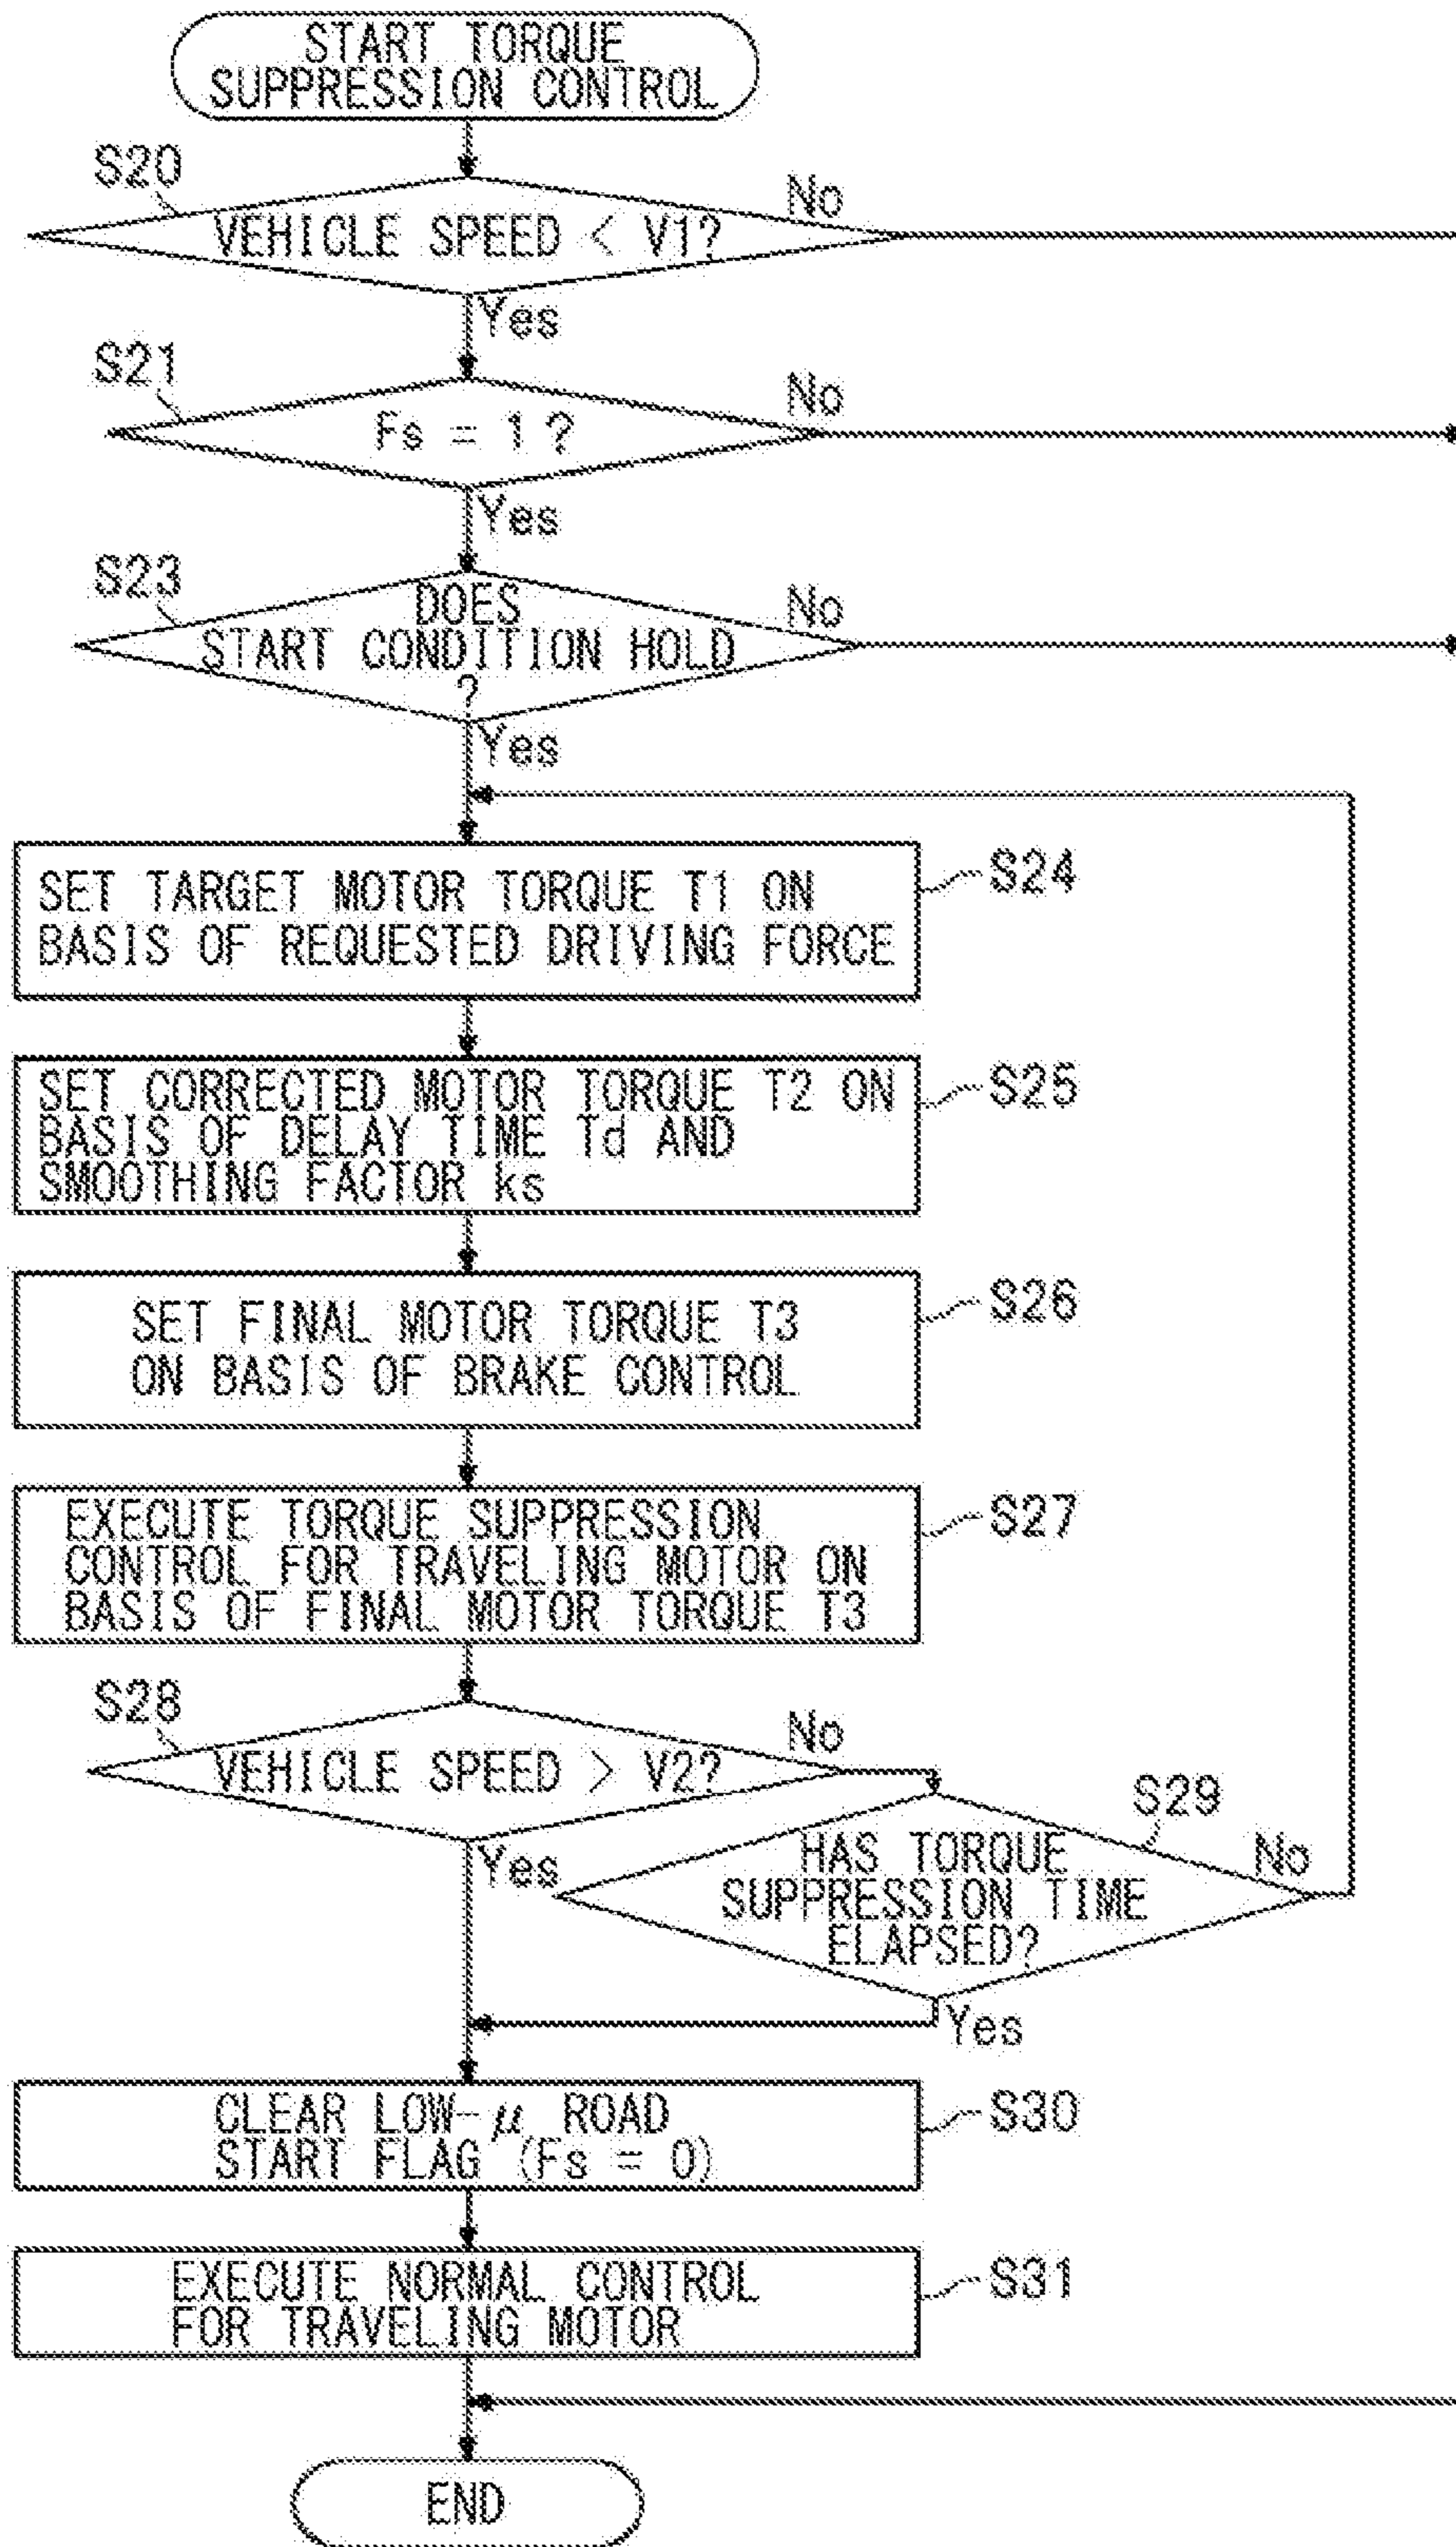 START TORQUE
SUPPRESSION CONTROL
S20
VEHICLE SPEED < V1?
No
Yes
S21
Fs = 1 ?
No
Yes
S23
DOES
START CONDITION HOLD
?
No
Yes
SET TARGET MOTOR TORQUE T1 ON
BASIS OF REQUESTED DRIVING FORCE
S24
SET CORRECTED MOTOR TORQUE T2 ON
BASIS OF DELAY TIME Td AND
SMOOTHING FACTOR ks
S25
SET FINAL MOTOR TORQUE T3
ON BASIS OF BRAKE CONTROL
S26
EXECUTE TORQUE SUPPRESSION
CONTROL FOR TRAVELING MOTOR ON
BASIS OF FINAL MOTOR TORQUE T3
S27
S28
VEHICLE SPEED > V2?
No
Yes
S29
HAS TORQUE
SUPPRESSION TIME
ELAPSED?
No
Yes
CLEAR LOW-μ ROAD
START FLAG (Fs = 0)
S30
EXECUTE NORMAL CONTROL
FOR TRAVELING MOTOR
S31
END